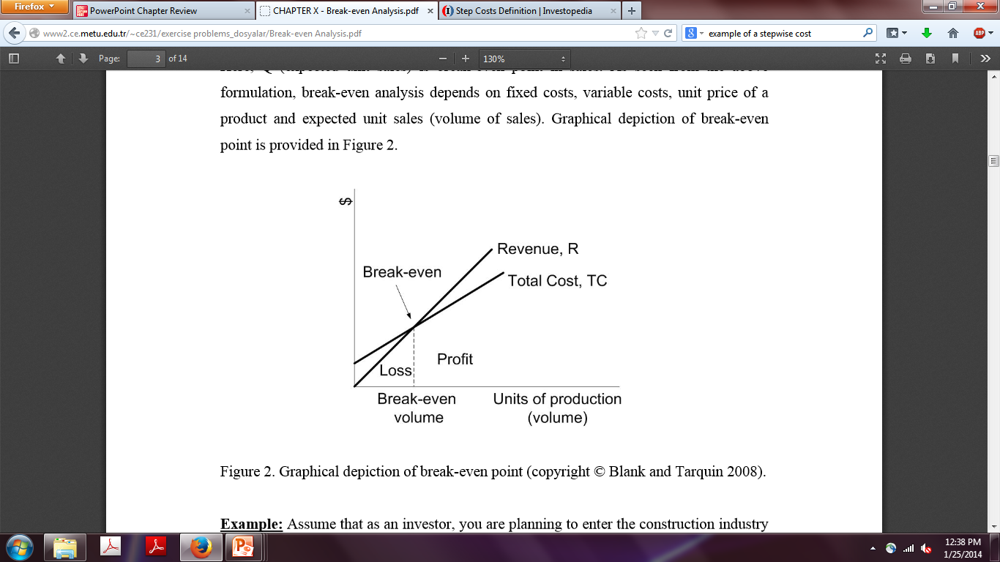 Firefox
PowerPoint Chapter Review
CHAPTER X - Break-even Analysis.pdf
Step Costs Definition | Investopedia
www2.ce.metu.edu.tr/~ce231/exercise problems_dosyalar/Break-even Analysis.pdf
example of a stepwise cost
ABP
Page: 3 of 14
130%
formulation, break-even analysis depends on fixed costs, variable costs, unit price of a
product and expected unit sales (volume of sales). Graphical depiction of break-even
point is provided in Figure 2.
$
Revenue, R
Break-even
Total Cost, TC
Profit
Loss
Break-even
volume
Units of production
(volume)
Figure 2. Graphical depiction of break-even point (copyright © Blank and Tarquin 2008).
Example: Assume that as an investor, you are planning to enter the construction industry
12:38 PM
1/25/2014